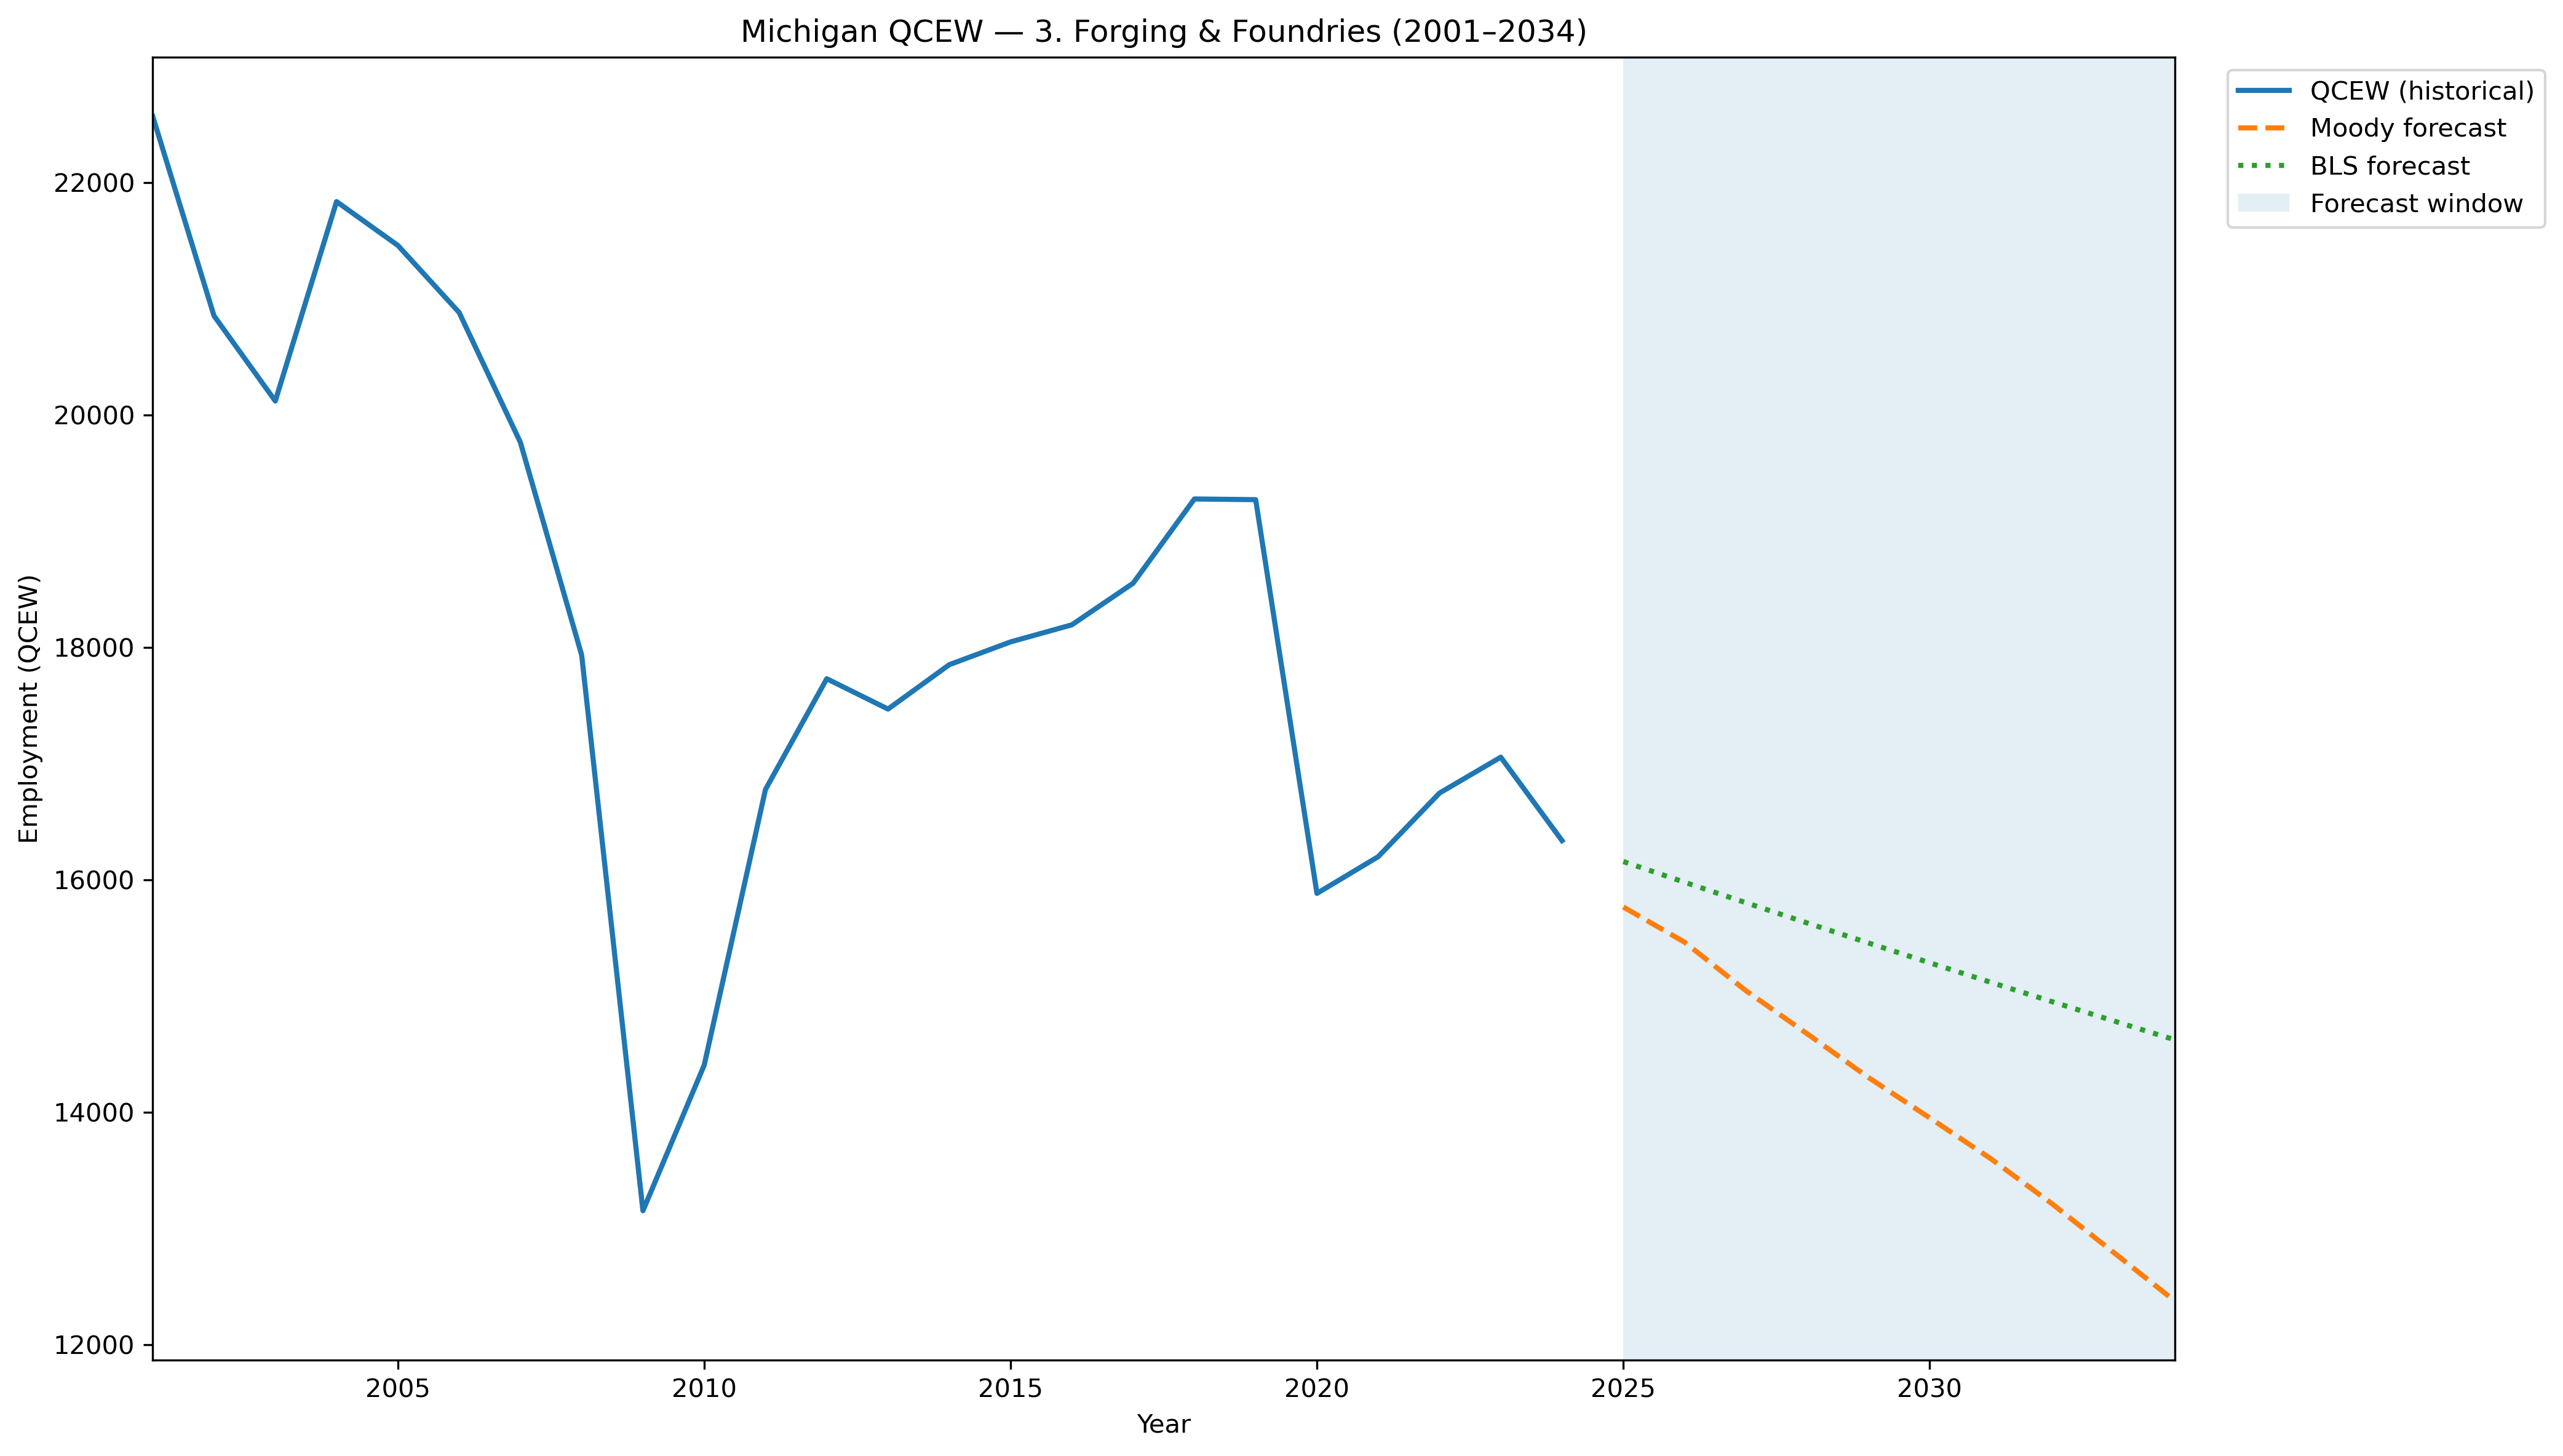 Michigan QCEW — 3. Forging & Foundries (2001–2034)
QCEW (historical)
Moody forecast
BLS forecast
Forecast window
Employment (QCEW)
22000
20000
18000
16000
14000
12000
2005
2010
2015
2020
2025
2030
Year